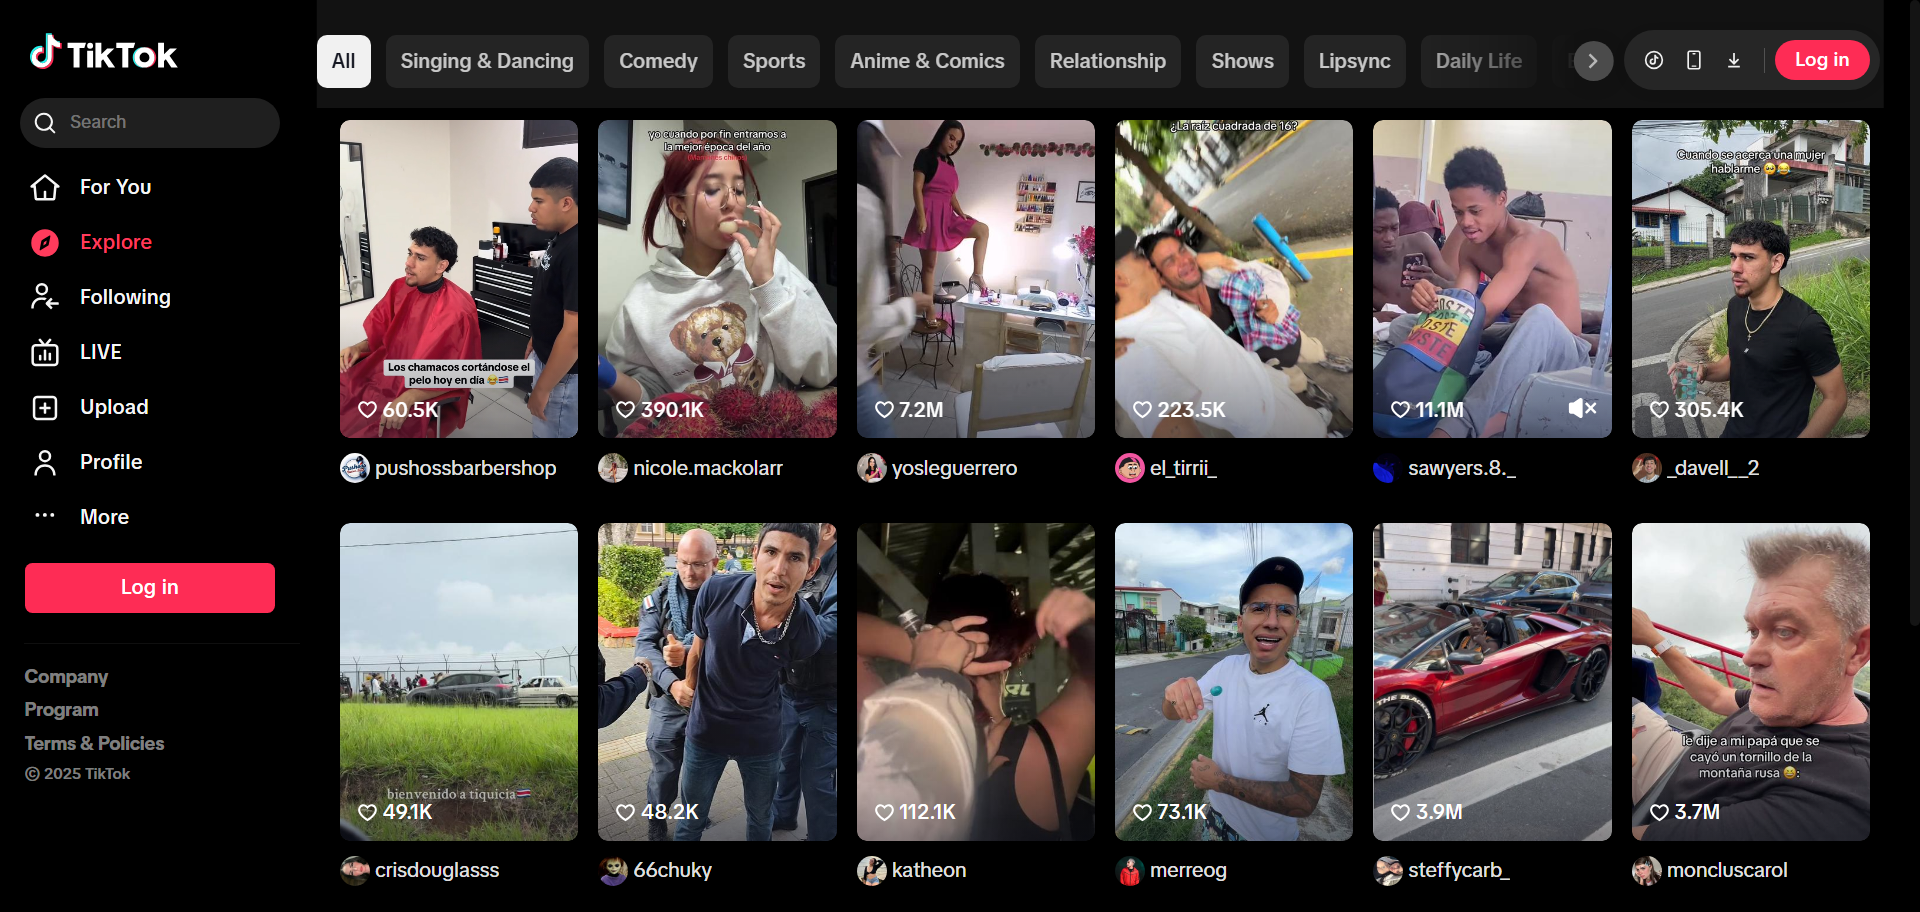 TikTok
All
Singing & Dancing
Comedy
Sports
Anime & Comics
Relationship
Shows
Lipsync
Daily Life
Log in
Search
For You
Explore
Following
LIVE
Upload
Profile
More
Log in
Company
Program
Terms & Policies
© 2025 TikTok
Los chamacos cortándose el
pelo hoy en día 😂🇨🇷
60.5K
pushossbarbershop
yo cuando por fin entramos a
la mejor época del año
390.1K
nicole.mackolarr
7.2M
yosleguerrero
¿La raíz cuadrada de 16?
223.5K
el_tirrii_
11.1M
sawyers.8._
Cuando se acerca una mujer
hablarme 🥺😂
305.4K
_davell__2
bienvenido a tiquicia🇨🇷
49.1K
crisdouglasss
48.2K
66chuky
112.1K
katheon
73.1K
merreog
3.9M
steffycarb_
le dije a mi papá que se
cayó un tornillo de la
montaña rusa 😅:
3.7M
moncluscarol